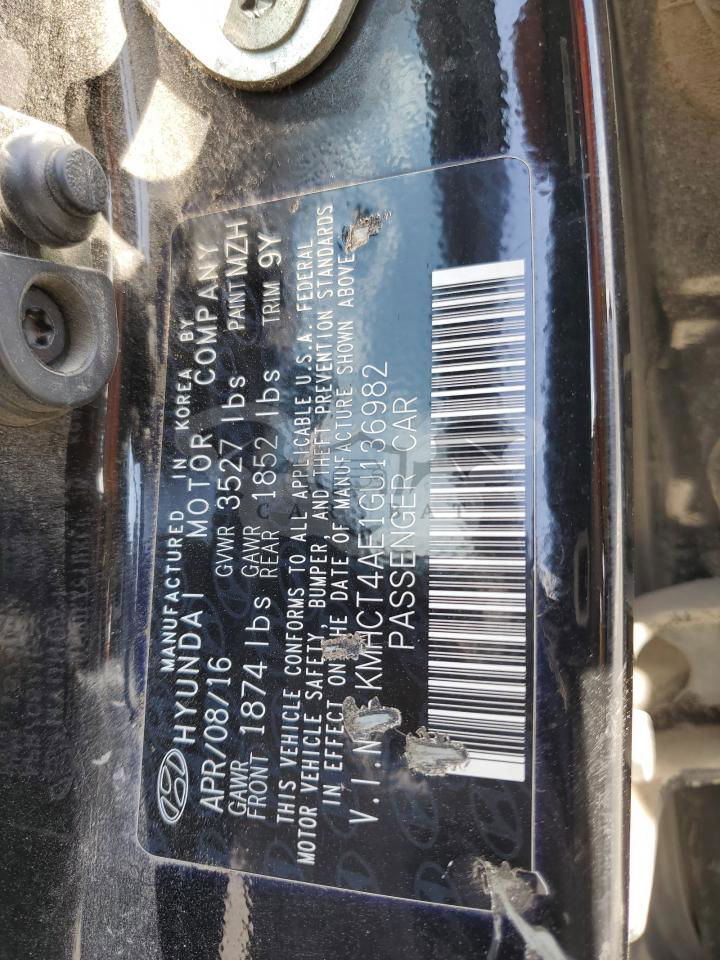 MANUFACTURED IN KOREA BY
HYUNDAI MOTOR COMPANY
APR/08/16 GVWR 3527 lbs PAINT MZH
GAWR FRONT 1874 lbs GAWR REAR 1852 lbs TRIM 9Y
THIS VEHICLE CONFORMS TO ALL APPLICABLE U.S.A. FEDERAL
MOTOR VEHICLE SAFETY, BUMPER, AND THEFT PREVENTION STANDARDS
IN EFFECT ON THE DATE OF MANUFACTURE SHOWN ABOVE
V.I.N KMHCT4AE1GU136982
PASSENGER CAR